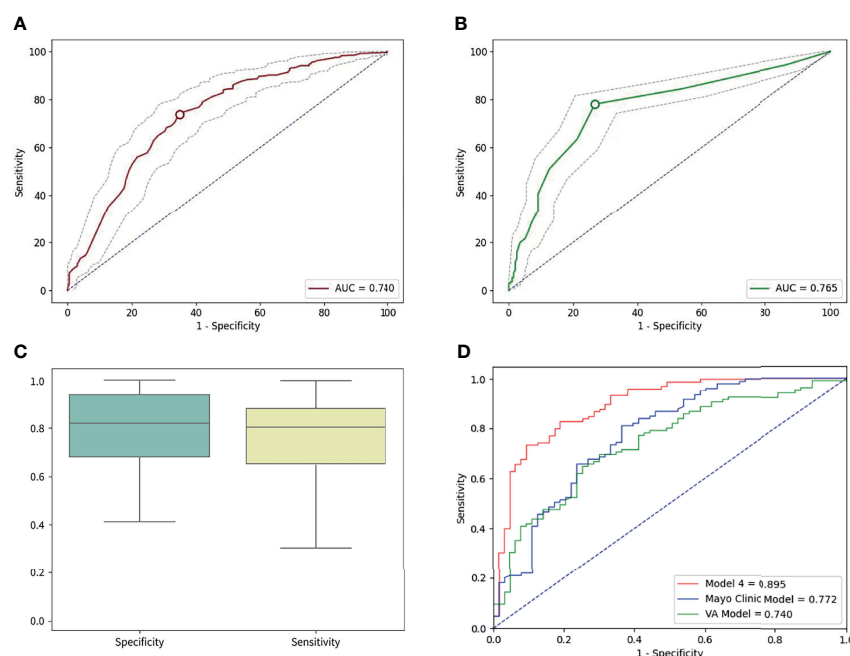 A
100
80
60
40
20
0
Sensitivity
0
20
40
60
80
100
1 - Specificity
AUC = 0.740
B
100
80
60
40
20
0
Sensitivity
0
20
40
60
30
100
1 - Specificity
AUC = 0.765
C
1.0
0.8
0.6
0.4
0.2
0.0
Specificity
Sensitivity
D
1.0
0.8
0.6
0.4
0.2
0.0
Sensitivity
0.0
0.2
0.4
0.6
0.8
1.0
1 - Specificity
Model 4 = 0.895
Mayo Clinic Model = 0.772
VA Model = 0.740